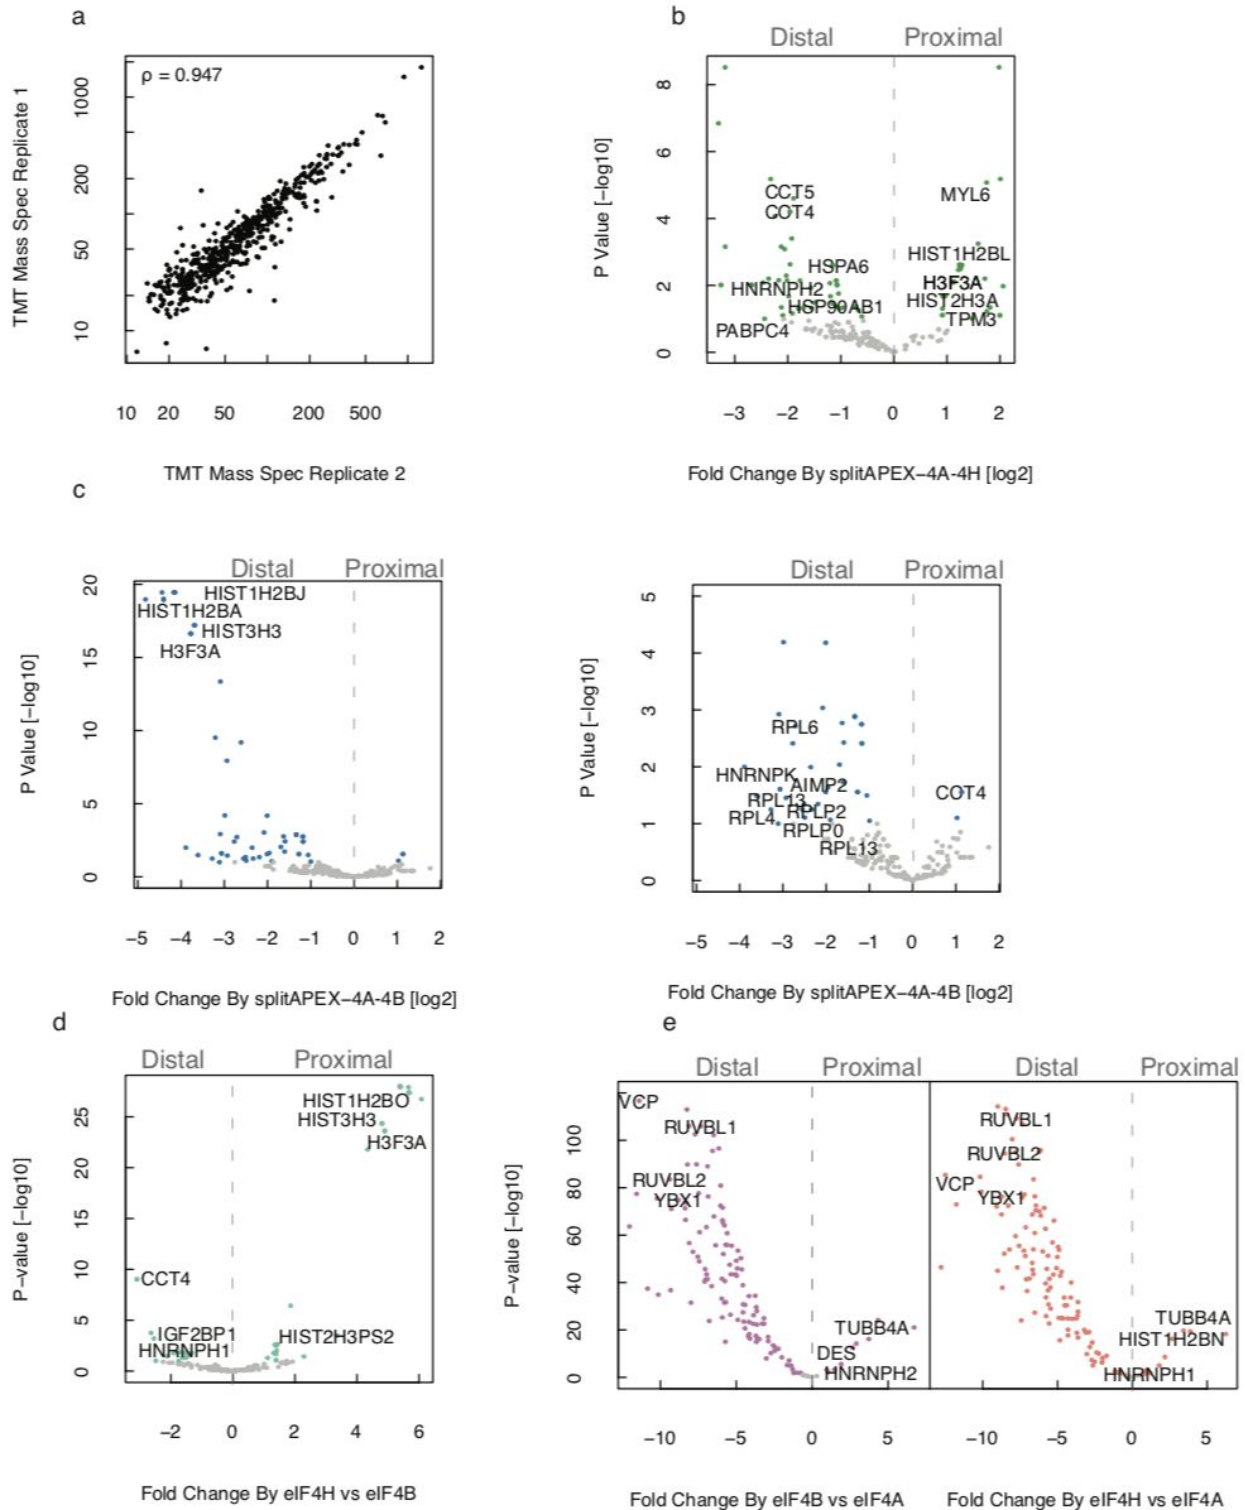 a
ρ = 0.947
TMT Mass Spec Replicate 1
1000
200
50
10
10 20 50 200 500
TMT Mass Spec Replicate 2
b
Distal Proximal
P Value [−log10]
8
6
4
2
0
CCT5
CCT4
MYL6
HIST1H2BL
HSPA6
H3F3A
HNRNPH2
HIST2H3A
HSP90AB1
TPM3
PABPC4
−3 −2 −1 0 1 2
Fold Change By splitAPEX−4A-4H [log2]
c
Distal Proximal
P Value [−log10]
20
15
10
5
0
HIST1H2BJ
HIST1H2BA
HIST3H3
H3F3A
−5 −4 −3 −2 −1 0 1 2
Fold Change By splitAPEX−4A-4B [log2]
Distal Proximal
P Value [−log10]
5
4
3
2
1
0
RPL6
HNRNPK
AIMP2
CCT4
RPL13
RPLP2
RPL4
RPLP0
RPL13
−5 −4 −3 −2 −1 0 1 2
Fold Change By splitAPEX−4A-4B [log2]
d
Distal Proximal
P−value [−log10]
25
20
15
10
5
0
HIST1H2BO
HIST3H3
H3F3A
CCT4
IGF2BP1
HIST2H3PS2
HNRNPH1
−2 0 2 4 6
Fold Change By eIF4H vs eIF4B
e
Distal Proximal
P−value [−log10]
100
80
60
40
20
0
VCP
RUVBL1
RUVBL2
YBX1
TUBB4A
DES
HNRNPH2
−10 −5 0 5
Fold Change By eIF4B vs eIF4A
Distal Proximal
RUVBL1
RUVBL2
VCP
YBX1
TUBB4A
HIST1H2BN
HNRNPH1
−10 −5 0 5
Fold Change By eIF4H vs eIF4A